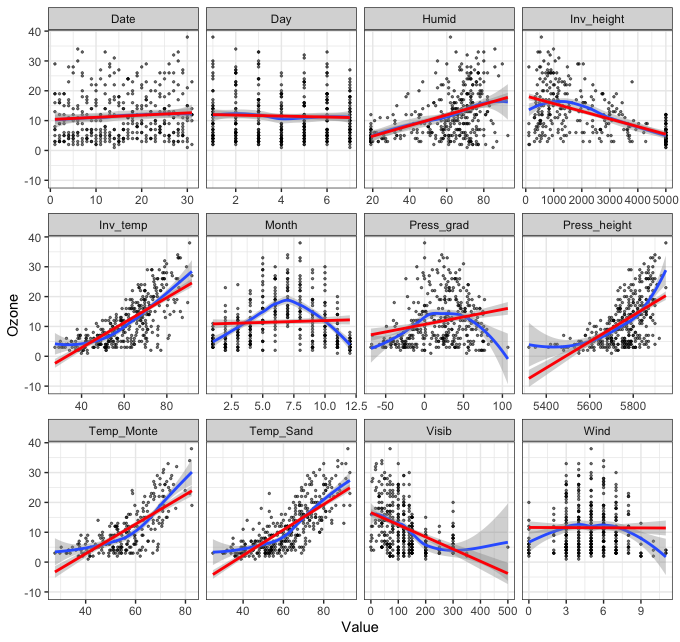 Date Day Humid Inv_height
40
30
20
10
0
-10
0 10 20 30 2 4 6 20 40 60 80 0 1000 2000 3000 4000 5000
Inv_temp Month Press_grad Press_height
40
30
20
10
0
-10
40 60 80 2.5 5.0 7.5 10.0 12.5 -50 0 50 100 5400 5600 5800
Temp_Monte Temp_Sand Visib Wind
40
30
20
10
0
-10
40 60 80 40 60 80 0 100 200 300 400 500 0 3 6 9
Ozone
Value